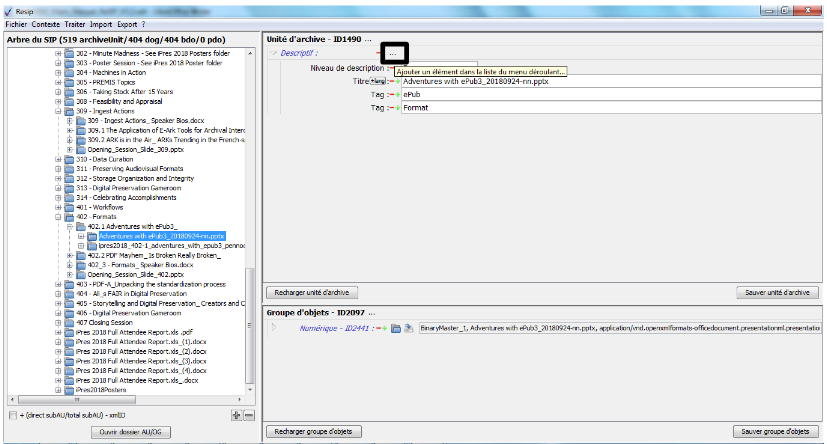 Resip
Fichier Contexte Traiter Import Export ?
Arbre du SIP (519 archiveUnit/404 dog/404 bdo/0 pdo)
302 - Minute Madness - See iPres 2018 Posters folder
303 - Poster Session - See iPres 2018 Poster folder
304 - Machines in Action
305 - PREMIS Topics
306 - Taking Stock After 15 Years
308 - Feasibility and Appraisal
309 - Ingest Actions
309 - Ingest Actions_ Speaker Bios.docx
309.1 The Application of E-Ark Tools for Archival Interc
309.2 ARK is in the Air_ ARKs Trending in the French-s
Opening_Session_Slide_309.pptx
310 - Data Curation
311 - Preserving Audiovisual Formats
312 - Storage Organization and Integrity
313 - Digital Preservation Gameroom
314 - Celebrating Accomplishments
401 - Workflows
402 - Formats
402.1 Adventures with ePub3_
Adventures with ePub3_20180924-nn.pptx
ipres2018_402-1_adventures_with_epub3_pennoc
402.2 PDF Mayhem_ Is Broken Really Broken_
402_3 - Formats_ Speaker Bios.docx
Opening_Session_Slide_402.pptx
403 - PDF-A_Unpacking the standardization process
404 - All_s FAIR in Digital Preservation
405 - Storytelling and Digital Preservation_ Creators and C
406 - Digital Preservation Gameroom
407 Closing Session
iPres 2018 Full Attendee Report.xls .pdf
iPres 2018 Full Attendee Report.xls_(1).docx
iPres 2018 Full Attendee Report.xls_(2).docx
iPres 2018 Full Attendee Report.xls_(3).docx
iPres 2018 Full Attendee Report.xls_(4).docx
iPres 2018 Full Attendee Report.xls_.docx
iPres2018Posters
+ (direct subAU/total subAU) - xmlID
Ouvrir dossier AU/OG
Unité d'archive - ID1490 ...
Descriptif : - ...
Niveau de description :
Ajouter un élément dans la liste du menu déroulant...
Titre +lang :-+ Adventures with ePub3_20180924-nn.pptx
Tag :-+ ePub
Tag :-+ Format
Recharger unité d'archive
Sauver unité d'archive
Groupe d'objets - ID2097 ...
Numérique - ID2441 : -+ BinaryMaster_1, Adventures with ePub3_20180924-nn.pptx, application/vnd.openxmlformats-officedocument.presentationml.presentatio
Recharger groupe d'objets
Sauver groupe d'objets